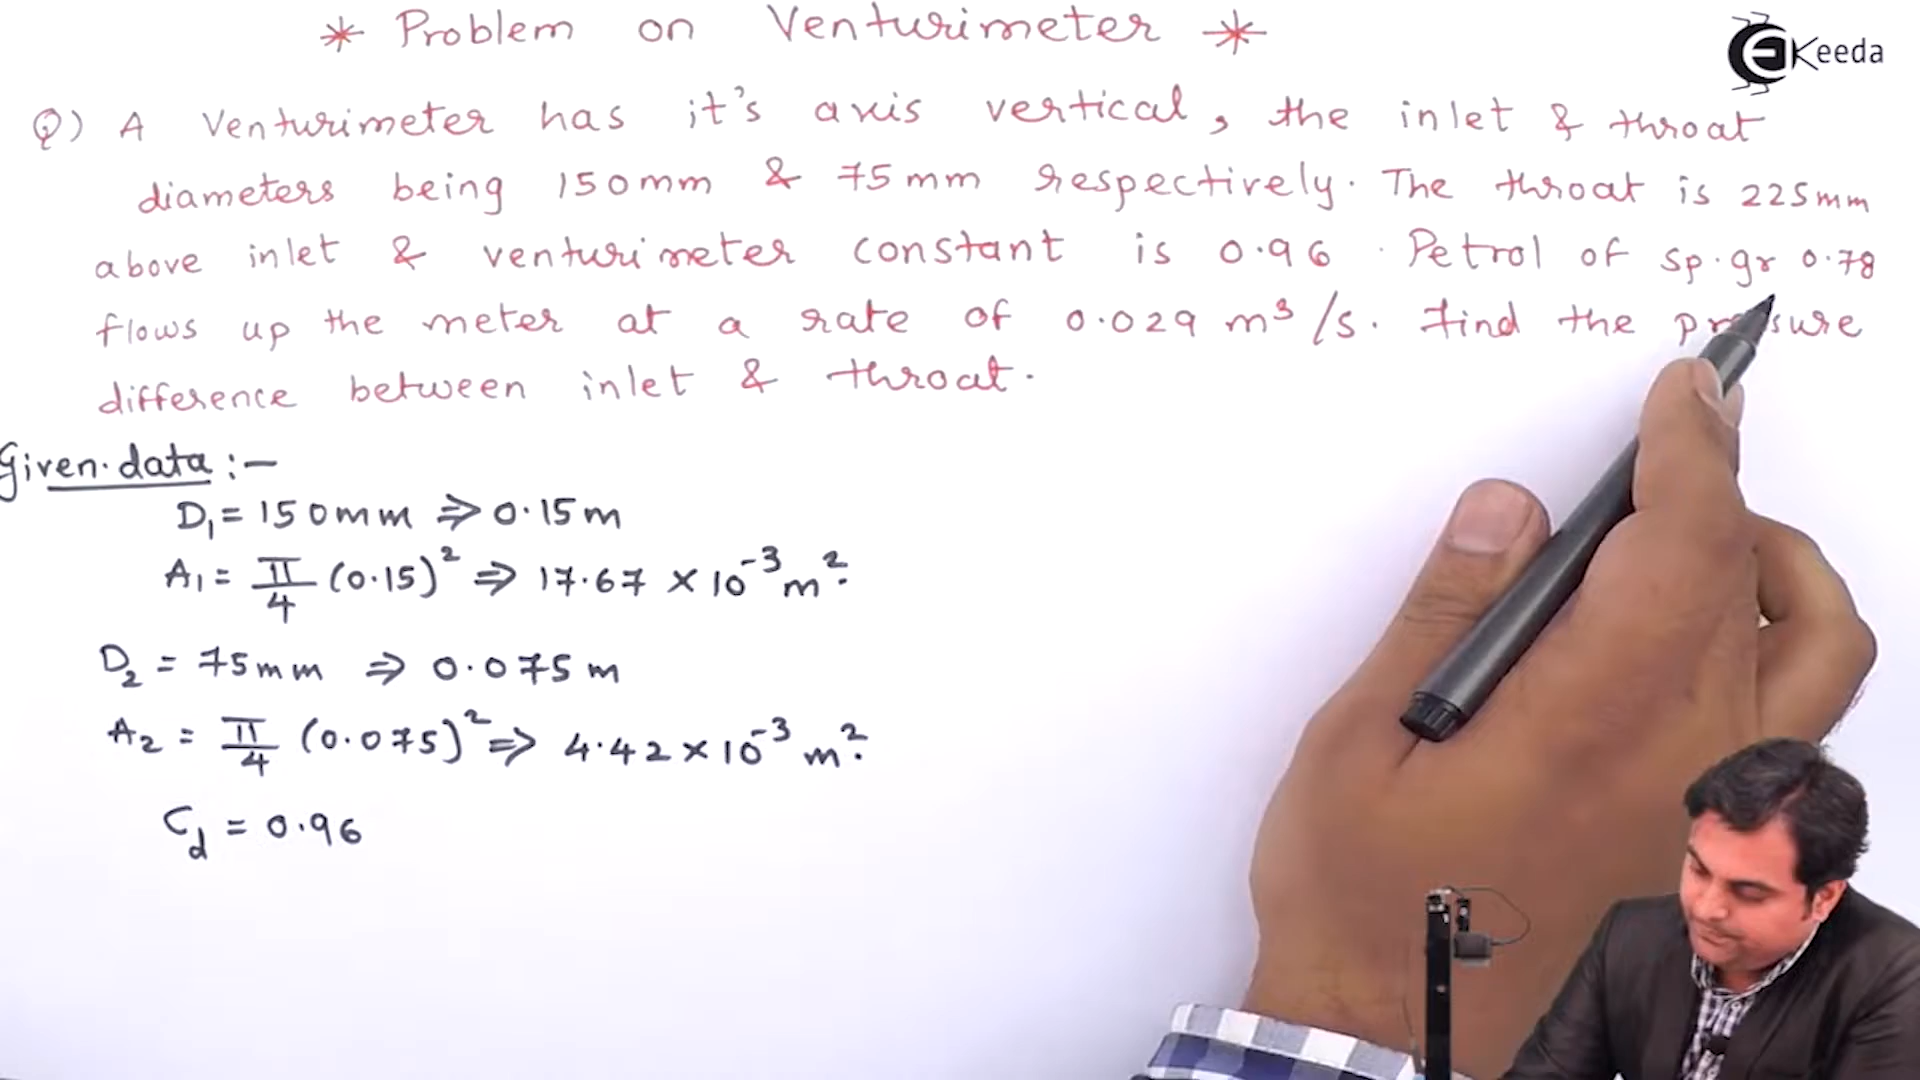 * Problem on Venturimeter *
EKeeda
Q) A Venturimeter has it's axis vertical, the inlet & throat
diameters being 150mm & 75mm respectively. The throat is 225mm
above inlet & venturimeter constant is 0.96 . Petrol of sp.gr 0.78
flows up the meter at a rate of 0.029 m³/s. Find the
difference between inlet & throat.
Given.data :-
D₁ = 150mm ⇒ 0.15m
A₁ = π/4 (0.15)² ⇒ 17.67 × 10⁻³ m².
D₂ = 75mm ⇒ 0.075 m
A₂ = π/4 (0.075)² ⇒ 4.42 × 10⁻³ m².
Cd = 0.96